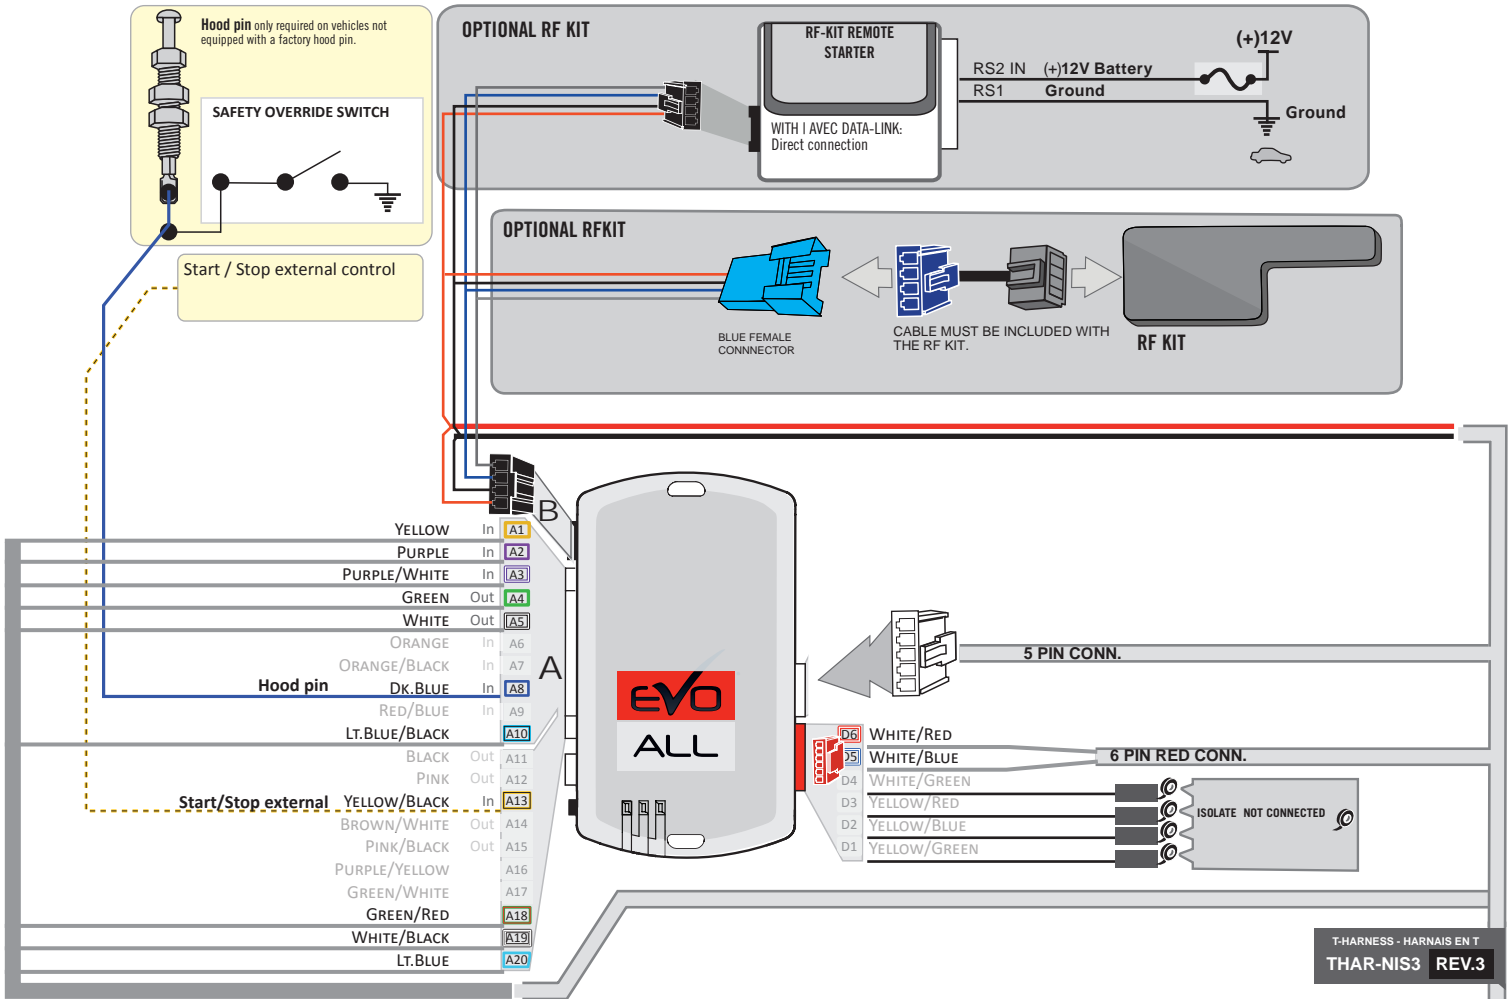 Hood pin only required on vehicles not
equipped with a factory hood pin.
SAFETY OVERRIDE SWITCH
Start / Stop external control
OPTIONAL RF KIT
RF-KIT REMOTE
STARTER
WITH I AVEC DATA-LINK:
Direct connection
RS2 IN (+)12V Battery
RS1 Ground
(+)12V
Ground
OPTIONAL RFKIT
BLUE FEMALE
CONNNECTOR
CABLE MUST BE INCLUDED WITH
THE RF KIT.
RF KIT
B
A
YELLOW In A1
PURPLE In A2
PURPLE/WHITE In A3
GREEN Out A4
WHITE Out A5
ORANGE In A6
ORANGE/BLACK In A7
Hood pin DK.BLUE In A8
RED/BLUE In A9
LT.BLUE/BLACK A10
BLACK Out A11
PINK Out A12
Start/Stop external YELLOW/BLACK In A13
BROWN/WHITE Out A14
PINK/BLACK Out A15
PURPLE/YELLOW A16
GREEN/WHITE A17
GREEN/RED A18
WHITE/BLACK A19
LT.BLUE A20
EVO
ALL
5 PIN CONN.
D6 WHITE/RED
D5 WHITE/BLUE
D4 WHITE/GREEN
D3 YELLOW/RED
D2 YELLOW/BLUE
D1 YELLOW/GREEN
6 PIN RED CONN.
ISOLATE NOT CONNECTED
T-HARNESS - HARNAIS EN T
THAR-NIS3 REV.3